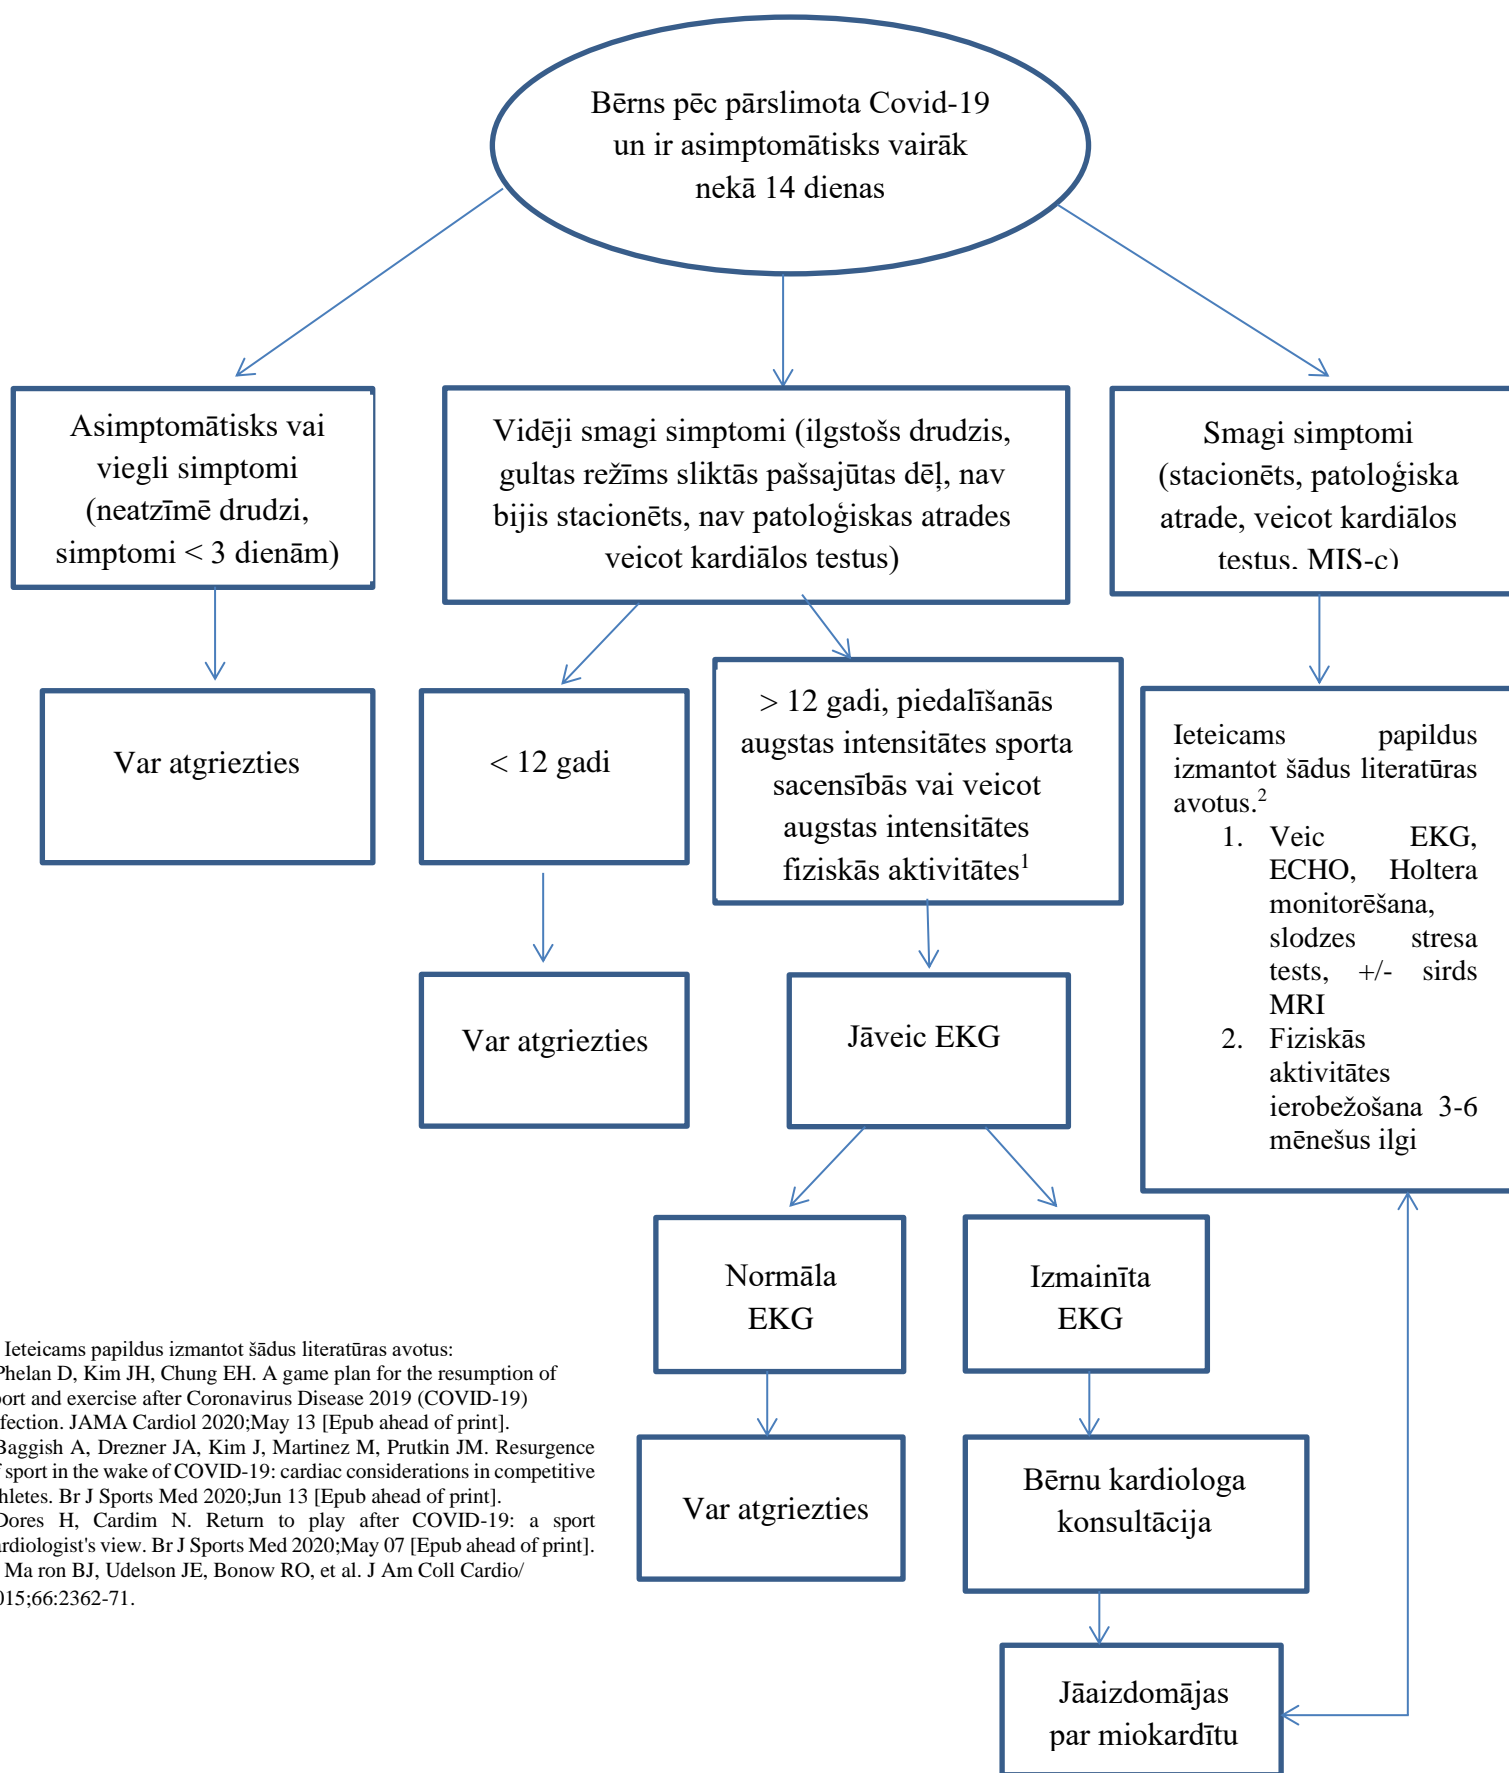 Bērns pēc pārslimota Covid-19
un ir asimptomātisks vairāk
nekā 14 dienas
Asimptomātisks vai
viegli simptomi
(neatzīmē drudzi,
simptomi < 3 dienām)
Vidēji smagi simptomi (ilgstošs drudzis,
gultas režīms sliktās pašsajūtas dēļ, nav
bijis stacionēts, nav patoloģiskas atrades
veicot kardiālos testus)
Smagi simptomi
(stacionēts, patoloģiska
atrade, veicot kardiālos
testus, MIS-c)
Var atgriezties
< 12 gadi
> 12 gadi, piedalīšanās
augstas intensitātes sporta
sacensībās vai veicot
augstas intensitātes
fiziskās aktivitātes1
Ieteicams papildus
izmantot šādus literatūras
avotus.2
1. Veic EKG,
ECHO, Holtera
monitorēšana,
slodzes stresa
tests, +/- sirds
MRI
2. Fiziskās
aktivitātes
ierobežošana 3-6
mēnešus ilgi
Var atgriezties
Jāveic EKG
Normāla
EKG
Izmainīta
EKG
Var atgriezties
Bērnu kardiologa
konsultācija
Jāaizdomājas
par miokardītu
Ieteicams papildus izmantot šādus literatūras avotus:
Phelan D, Kim JH, Chung EH. A game plan for the resumption of
port and exercise after Coronavirus Disease 2019 (COVID-19)
fection. JAMA Cardiol 2020;May 13 [Epub ahead of print].
Baggish A, Drezner JA, Kim J, Martinez M, Prutkin JM. Resurgence
f sport in the wake of COVID-19: cardiac considerations in competitive
hletes. Br J Sports Med 2020;Jun 13 [Epub ahead of print].
Dores H, Cardim N. Return to play after COVID-19: a sport
ardiologist's view. Br J Sports Med 2020;May 07 [Epub ahead of print].
Ma ron BJ, Udelson JE, Bonow RO, et al. J Am Coll Cardio/
015;66:2362-71.